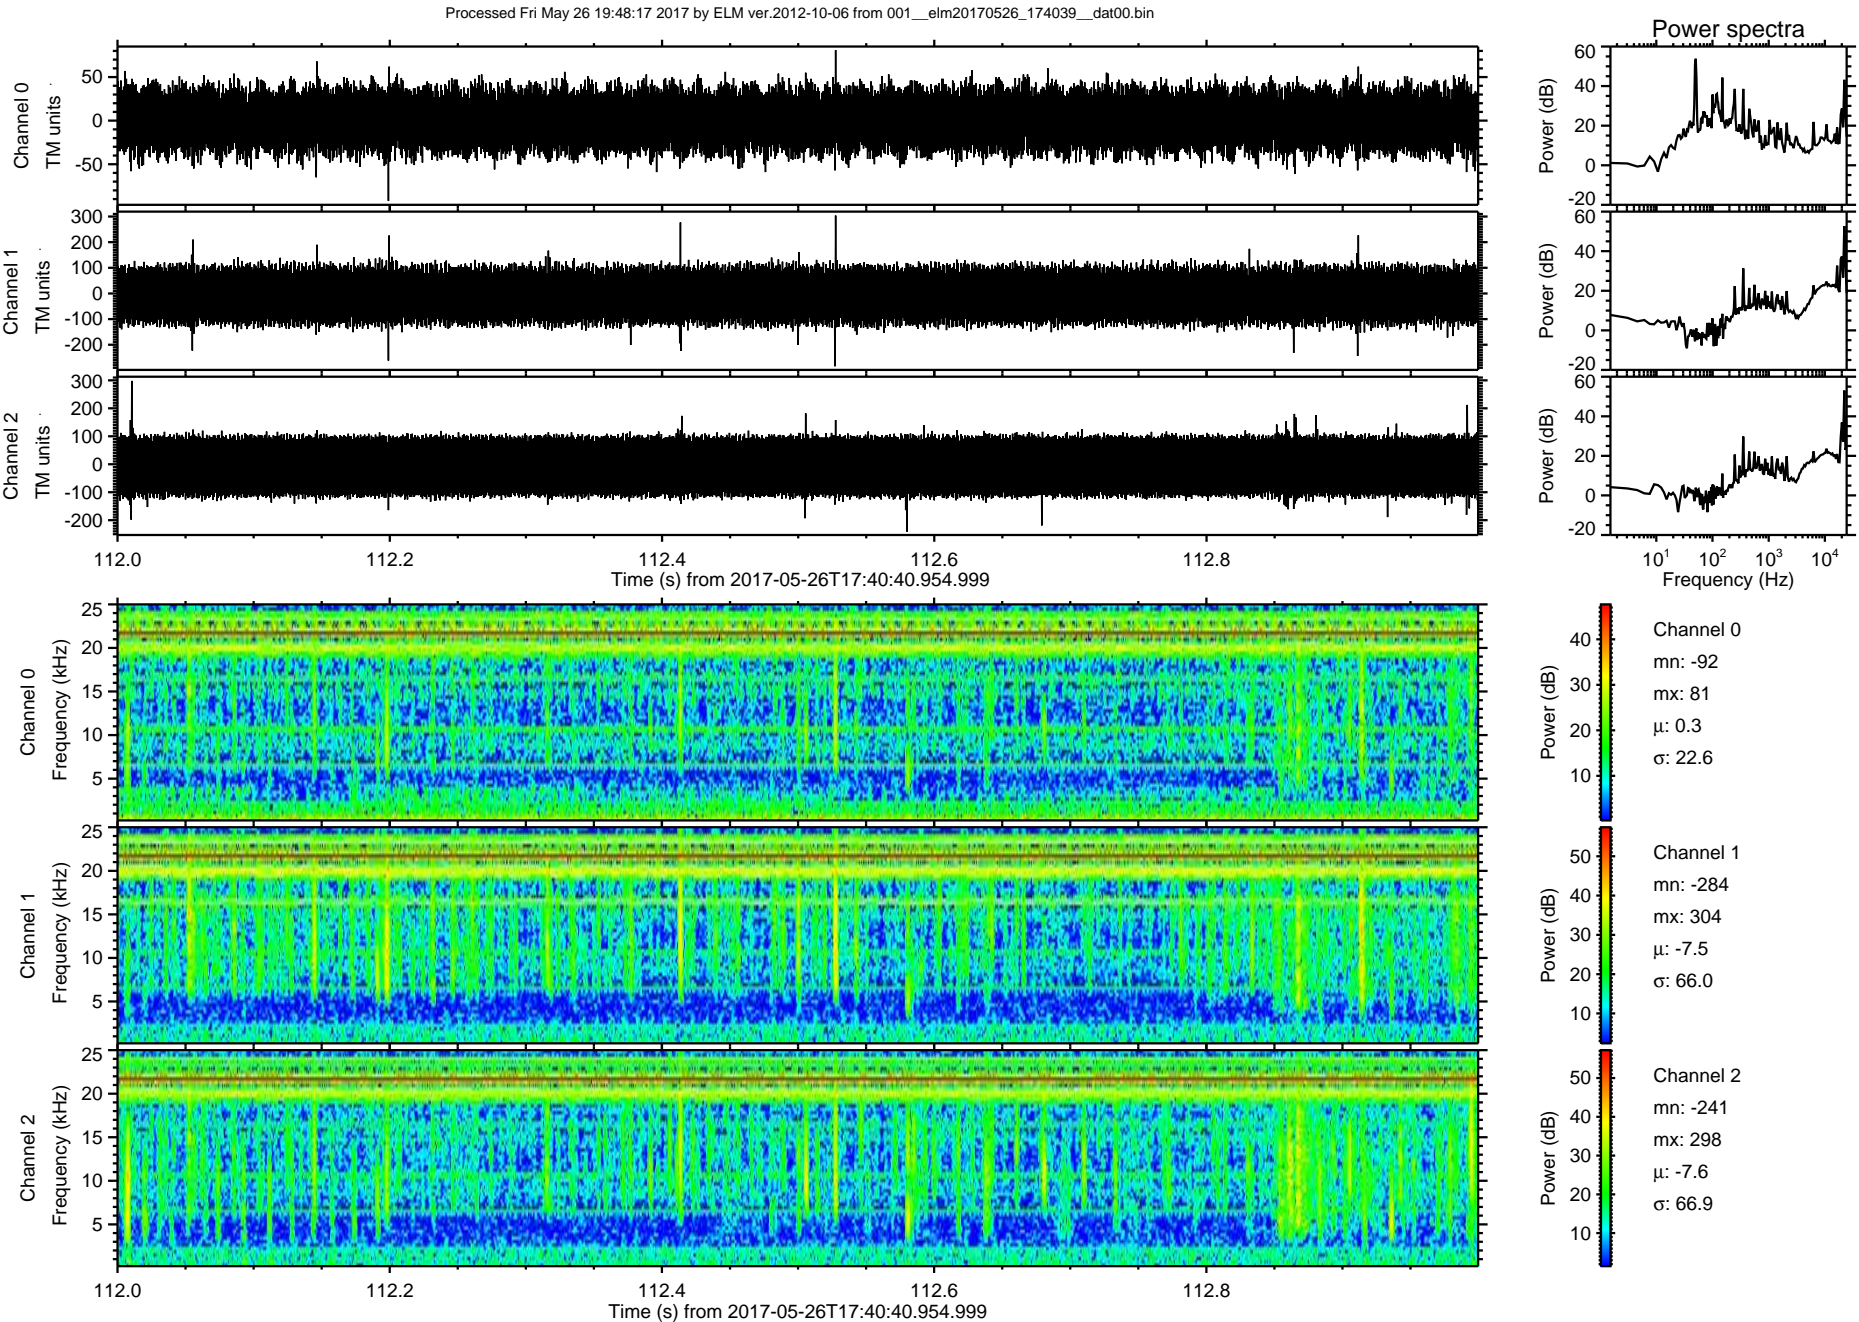 Processed Fri May 26 19:48:17 2017 by ELM ver.2012-10-06 from 001__elm20170526_174039__dat00.bin
Power spectra
Channel 0
TM units
50
0
-50
Power (dB)
60
40
20
0
-20
Channel 1
TM units
300
200
100
0
-100
-200
Power (dB)
60
40
20
0
-20
Channel 2
TM units
300
200
100
0
-100
-200
Power (dB)
60
40
20
0
-20
112.0 112.2 112.4 112.6 112.8
Time (s) from 2017-05-26T17:40:40.954.999
10^1 10^2 10^3 10^4
Frequency (Hz)
Channel 0
Frequency (kHz)
25
20
15
10
5
Power (dB)
40
30
20
10
Channel 0
mn: -92
mx: 81
μ: 0.3
σ: 22.6
Channel 1
Frequency (kHz)
25
20
15
10
5
Power (dB)
50
40
30
20
10
Channel 1
mn: -284
mx: 304
μ: -7.5
σ: 66.0
Channel 2
Frequency (kHz)
25
20
15
10
5
Power (dB)
50
40
30
20
10
Channel 2
mn: -241
mx: 298
μ: -7.6
σ: 66.9
112.0 112.2 112.4 112.6 112.8
Time (s) from 2017-05-26T17:40:40.954.999